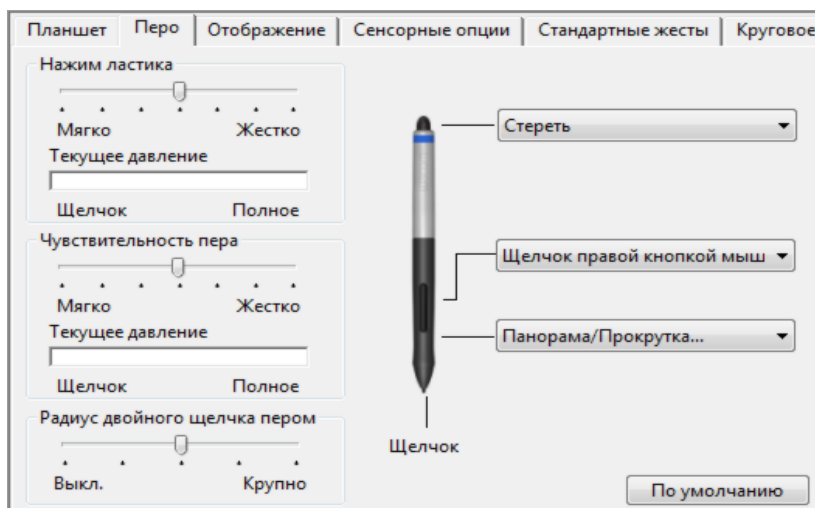 Планшет Перо Отображение Сенсорные опции Стандартные жесты Круговое
Нажим ластика
Мягко Жестко
Текущее давление
Щелчок Полное
Чувствительность пера
Мягко Жестко
Текущее давление
Щелчок Полное
Радиус двойного щелчка пером
Выкл. Крупно
Стереть
Щелчок правой кнопкой мыш
Панорама/Прокрутка...
Щелчок
По умолчанию